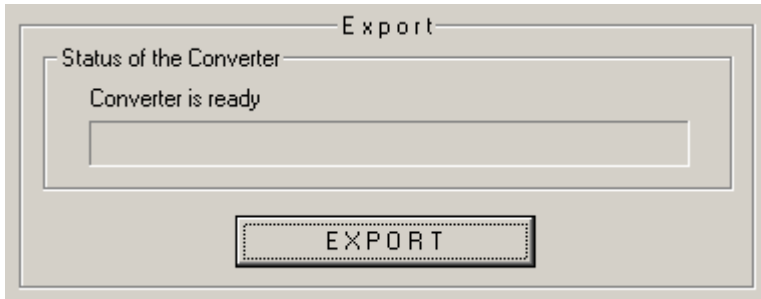 Export
Status of the Converter
Converter is ready
EXPORT